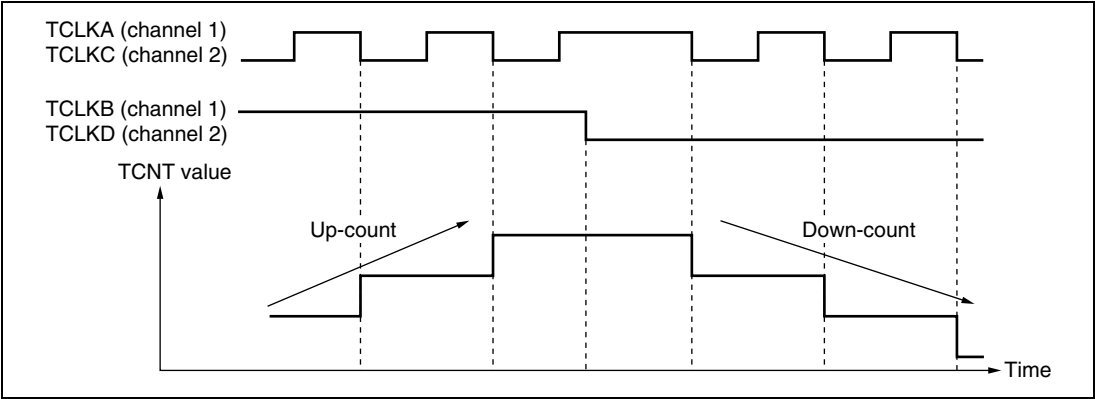 TCLKA (channel 1)
TCLKC (channel 2)
TCLKB (channel 1)
TCLKD (channel 2)
TCNT value
Up-count
Down-count
Time